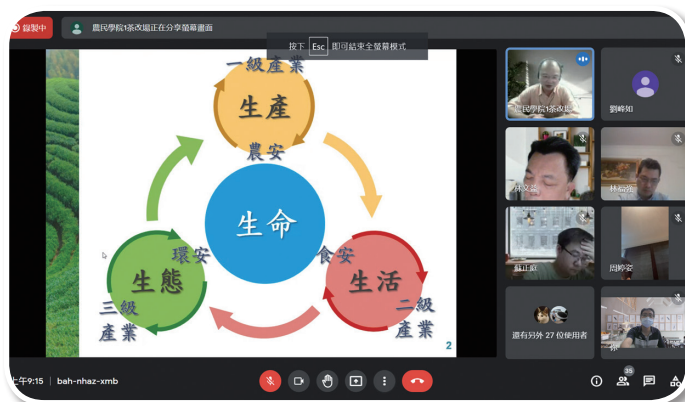 錄製中
農民學院1茶改場正在分享螢幕畫面
按下 Esc 即可結束全螢幕模式
一級產業
生產
農安
生命
環安
生態
三級
產業
食安
生活
二級
產業
2
農民學院1茶改場
劉峰如
林文益
林福強
蘇正庭
周婷姿
還有另外 27 位使用者
你
上午9:15 | bah-nhaz-xmb
35